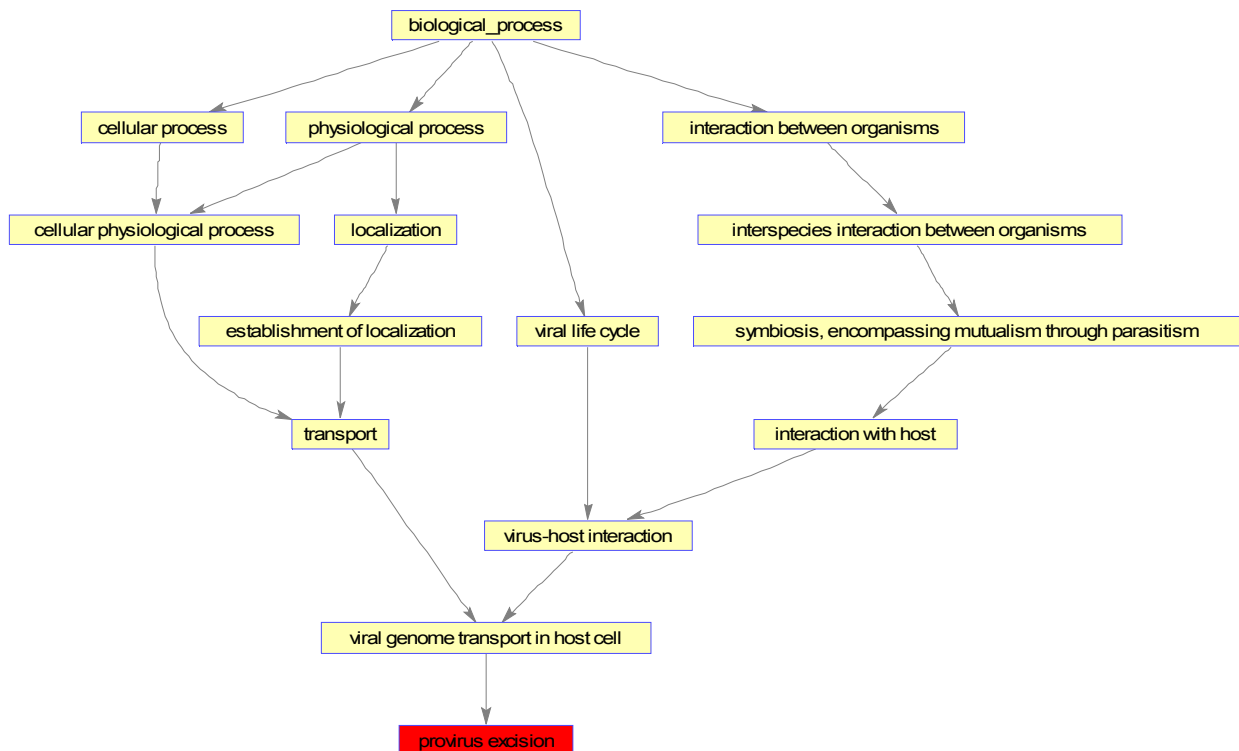 biological_process
cellular process
physiological process
interaction between organisms
cellular physiological process
localization
interspecies interaction between organisms
establishment of localization
viral life cycle
symbiosis, encompassing mutualism through parasitism
transport
interaction with host
virus-host interaction
viral genome transport in host cell
provirus excision